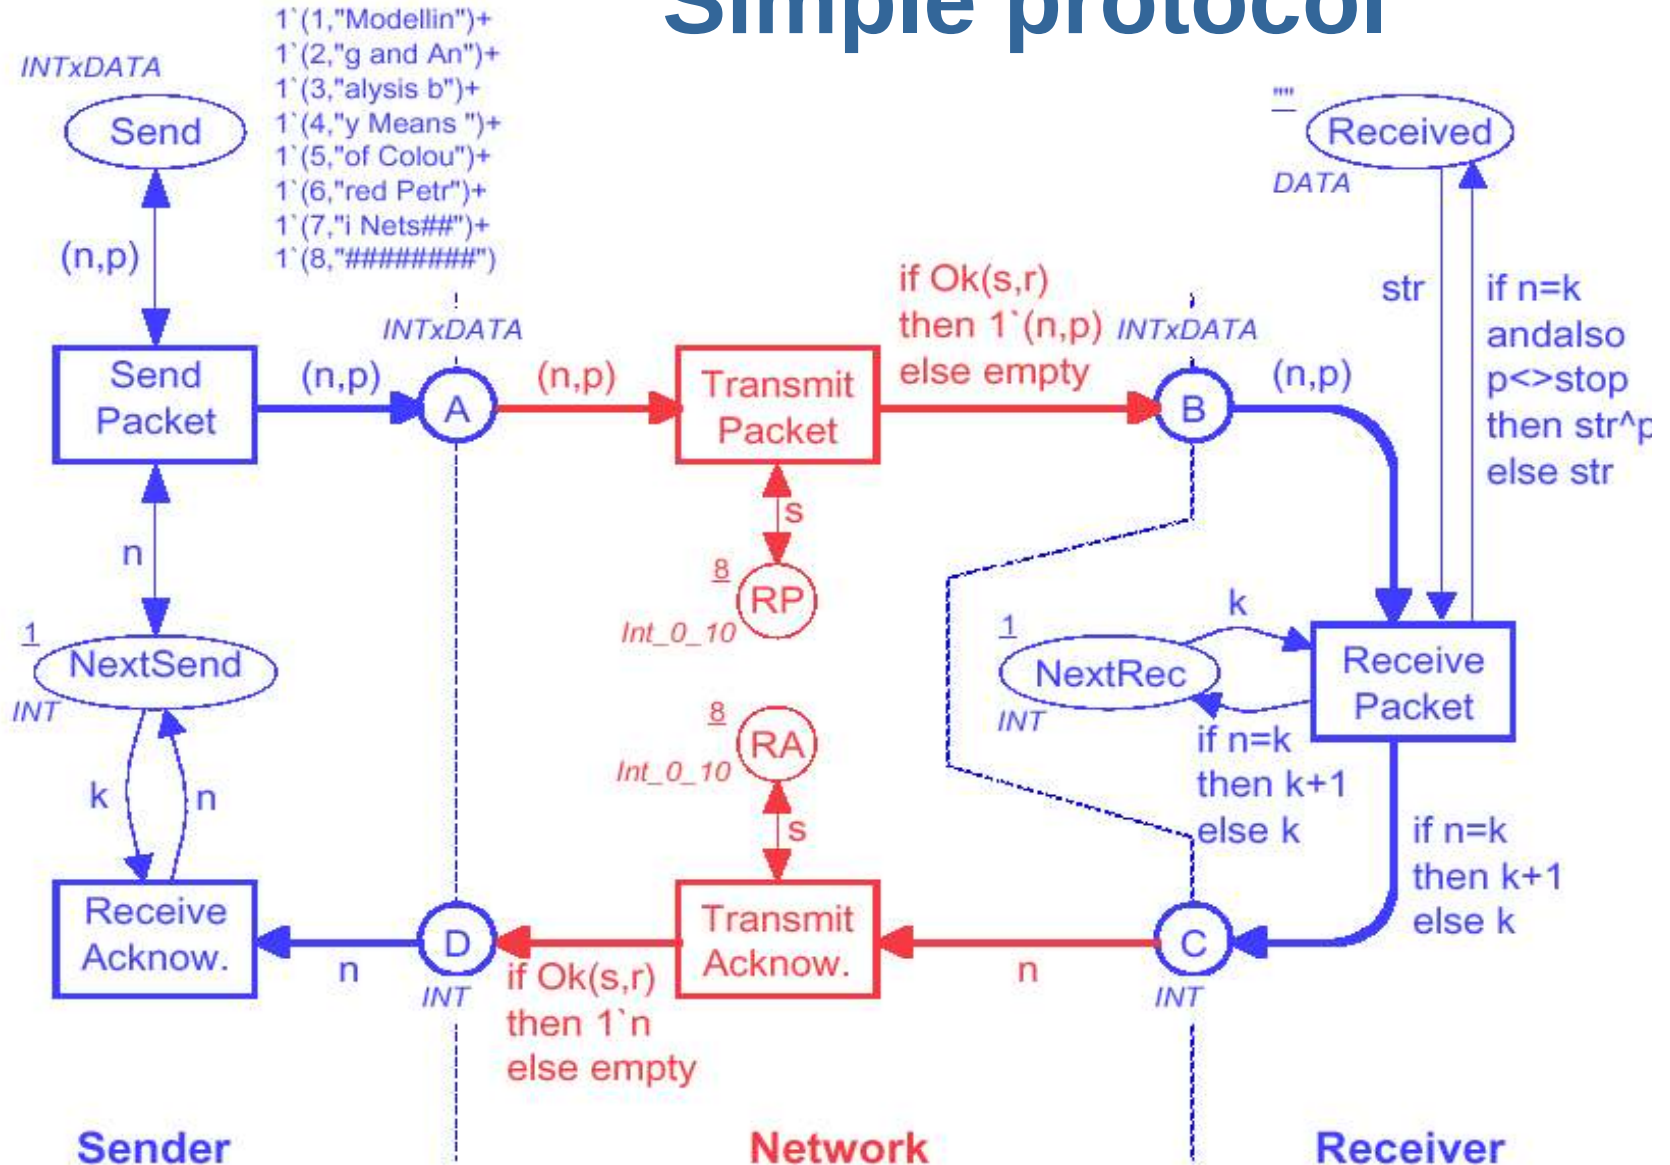 Simple protocol
1`(1,"Modellin")+
1`(2,"g and An")+
1`(3,"alysis b")+
1`(4,"y Means ")+
1`(5,"of Colou")+
1`(6,"red Petr")+
1`(7,"i Nets##")+
1`(8,"########")
INTxDATA
Send
""
Received
DATA
(n,p)
str
if n=k
andalso
p<>stop
then str^p
else str
if Ok(s,r)
then 1`(n,p)
else empty
INTxDATA
INTxDATA
Send
Packet
(n,p)
A
(n,p)
Transmit
Packet
B
(n,p)
s
n
8
RP
Int_0_10
k
1
NextSend
INT
1
NextRec
INT
Receive
Packet
8
RA
Int_0_10
if n=k
then k+1
else k
k
n
s
if n=k
then k+1
else k
Receive
Acknow.
n
D
INT
if Ok(s,r)
then 1`n
else empty
Transmit
Acknow.
n
C
INT
Sender
Network
Receiver